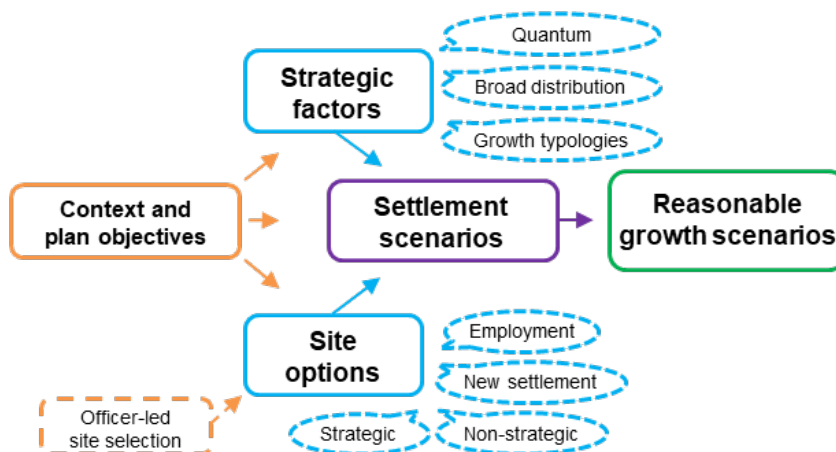 Quantum
Strategic
factors
Broad distribution
Growth typologies
Context and
plan objectives
Settlement
scenarios
Reasonable
growth scenarios
Site
options
Employment
New settlement
Officer-led
site selection
Strategic
Non-strategic